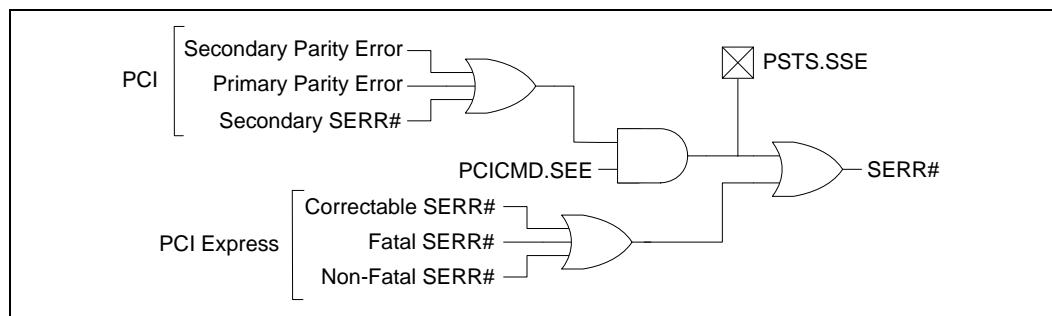 Secondary Parity Error
PCI
Primary Parity Error
Secondary SERR#
PSTS.SSE
PCICMD.SEE
SERR#
Correctable SERR#
PCI Express
Fatal SERR#
Non-Fatal SERR#